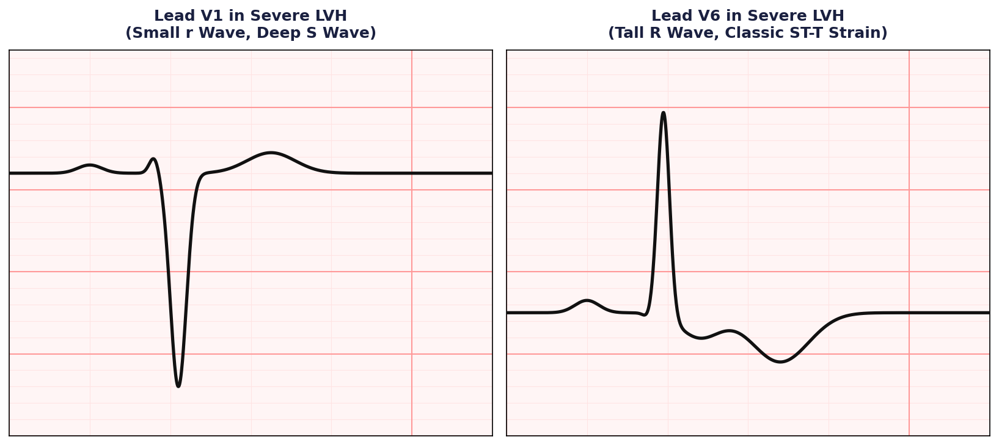 Lead V1 in Severe LVH
(Small r Wave, Deep S Wave)
Lead V6 in Severe LVH
(Tall R Wave, Classic ST-T Strain)